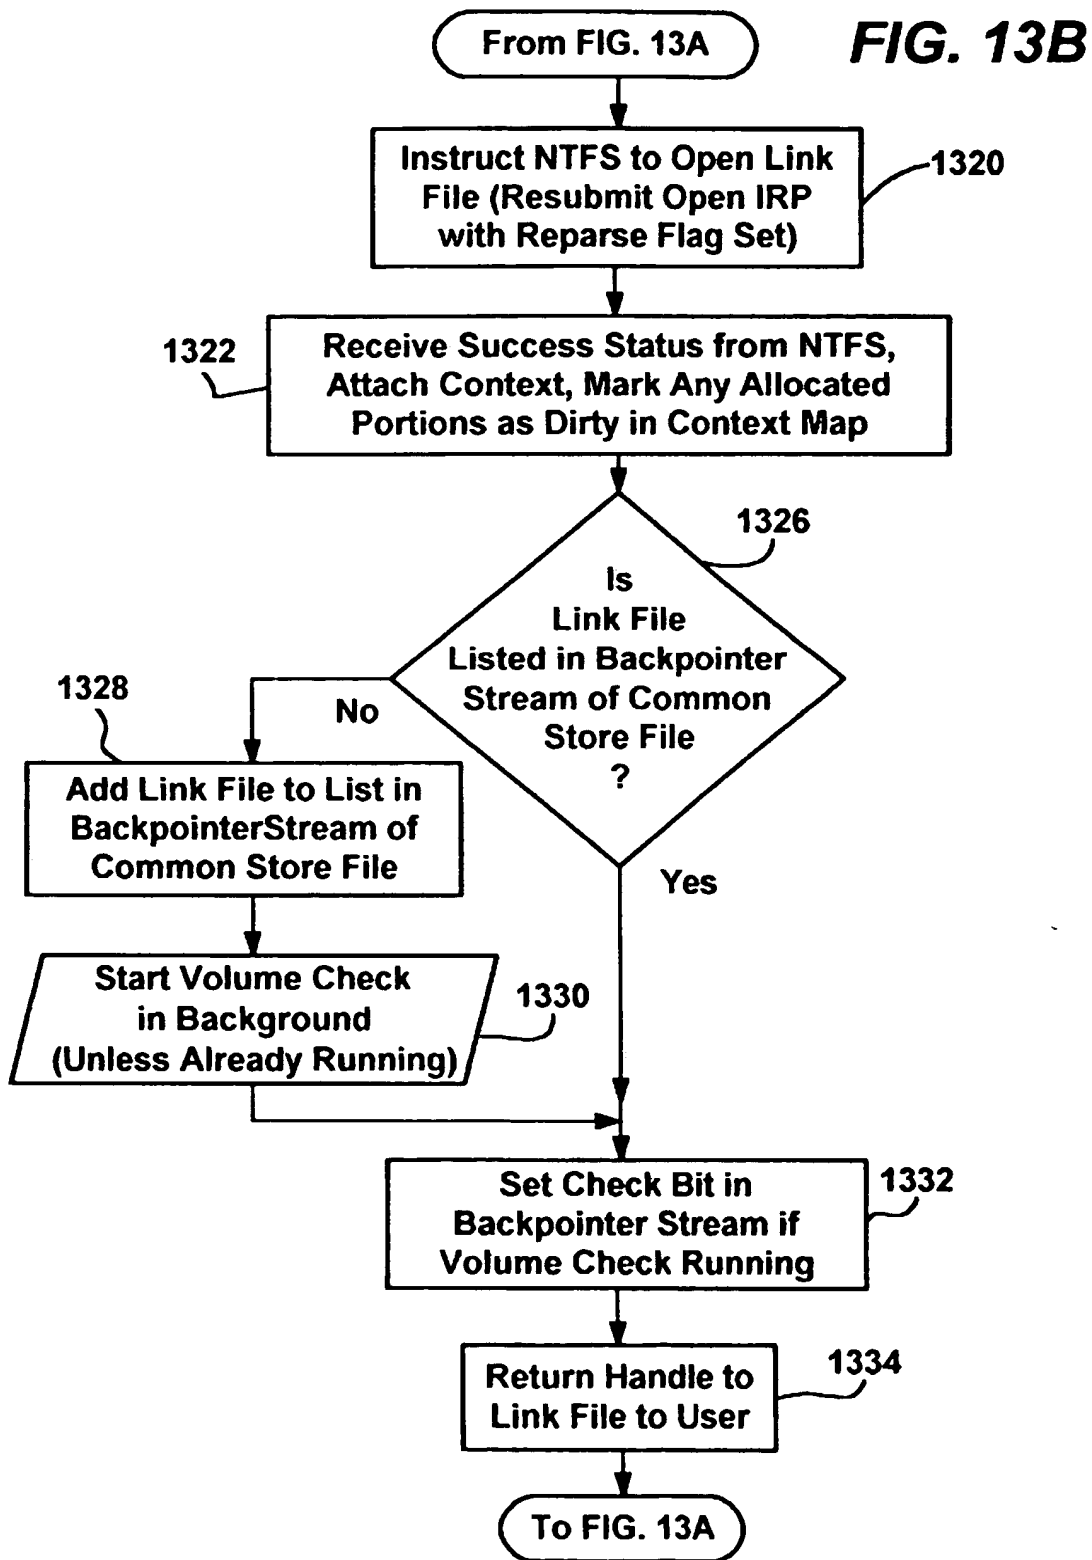 From FIG. 13A
FIG. 13B
Instruct NTFS to Open Link
File (Resubmit Open IRP
with Reparse Flag Set)
1320
1322
Receive Success Status from NTFS,
Attach Context, Mark Any Allocated
Portions as Dirty in Context Map
1326
Is
Link File
Listed in Backpointer
Stream of Common
Store File
?
1328
No
Add Link File to List in
BackpointerStream of
Common Store File
Yes
Start Volume Check
in Background
(Unless Already Running)
1330
Set Check Bit in
Backpointer Stream if
Volume Check Running
1332
Return Handle to
Link File to User
1334
To FIG. 13A